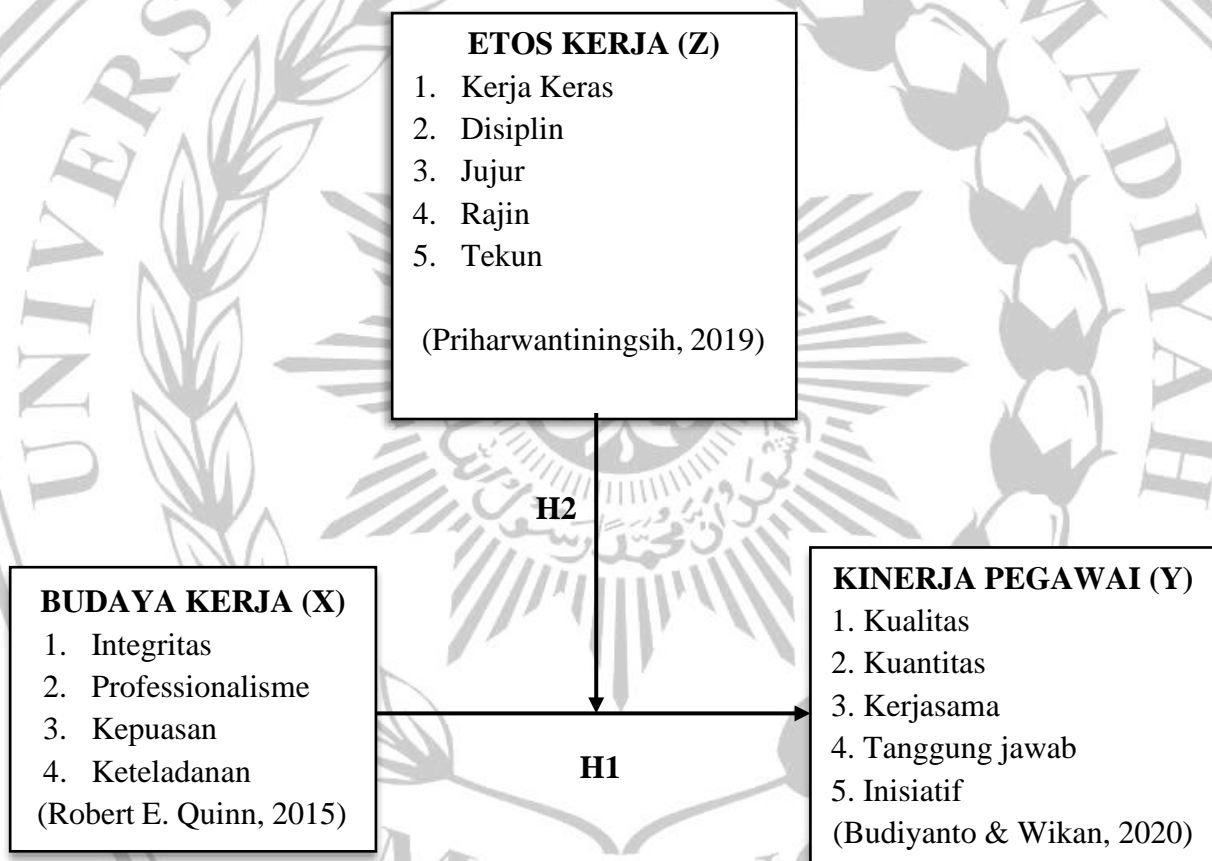 ETOS KERJA (Z)
1. Kerja Keras
2. Disiplin
3. Jujur
4. Rajin
5. Tekun
(Priharwantiningsih, 2019)
H2
BUDAYA KERJA (X)
1. Integritas
2. Professionalisme
3. Kepuasan
4. Keteladanan
(Robert E. Quinn, 2015)
H1
KINERJA PEGAWAI (Y)
1. Kualitas
2. Kuantitas
3. Kerjasama
4. Tanggung jawab
5. Inisiatif
(Budiyanto & Wikan, 2020)
UNIVERS
MADIYAH